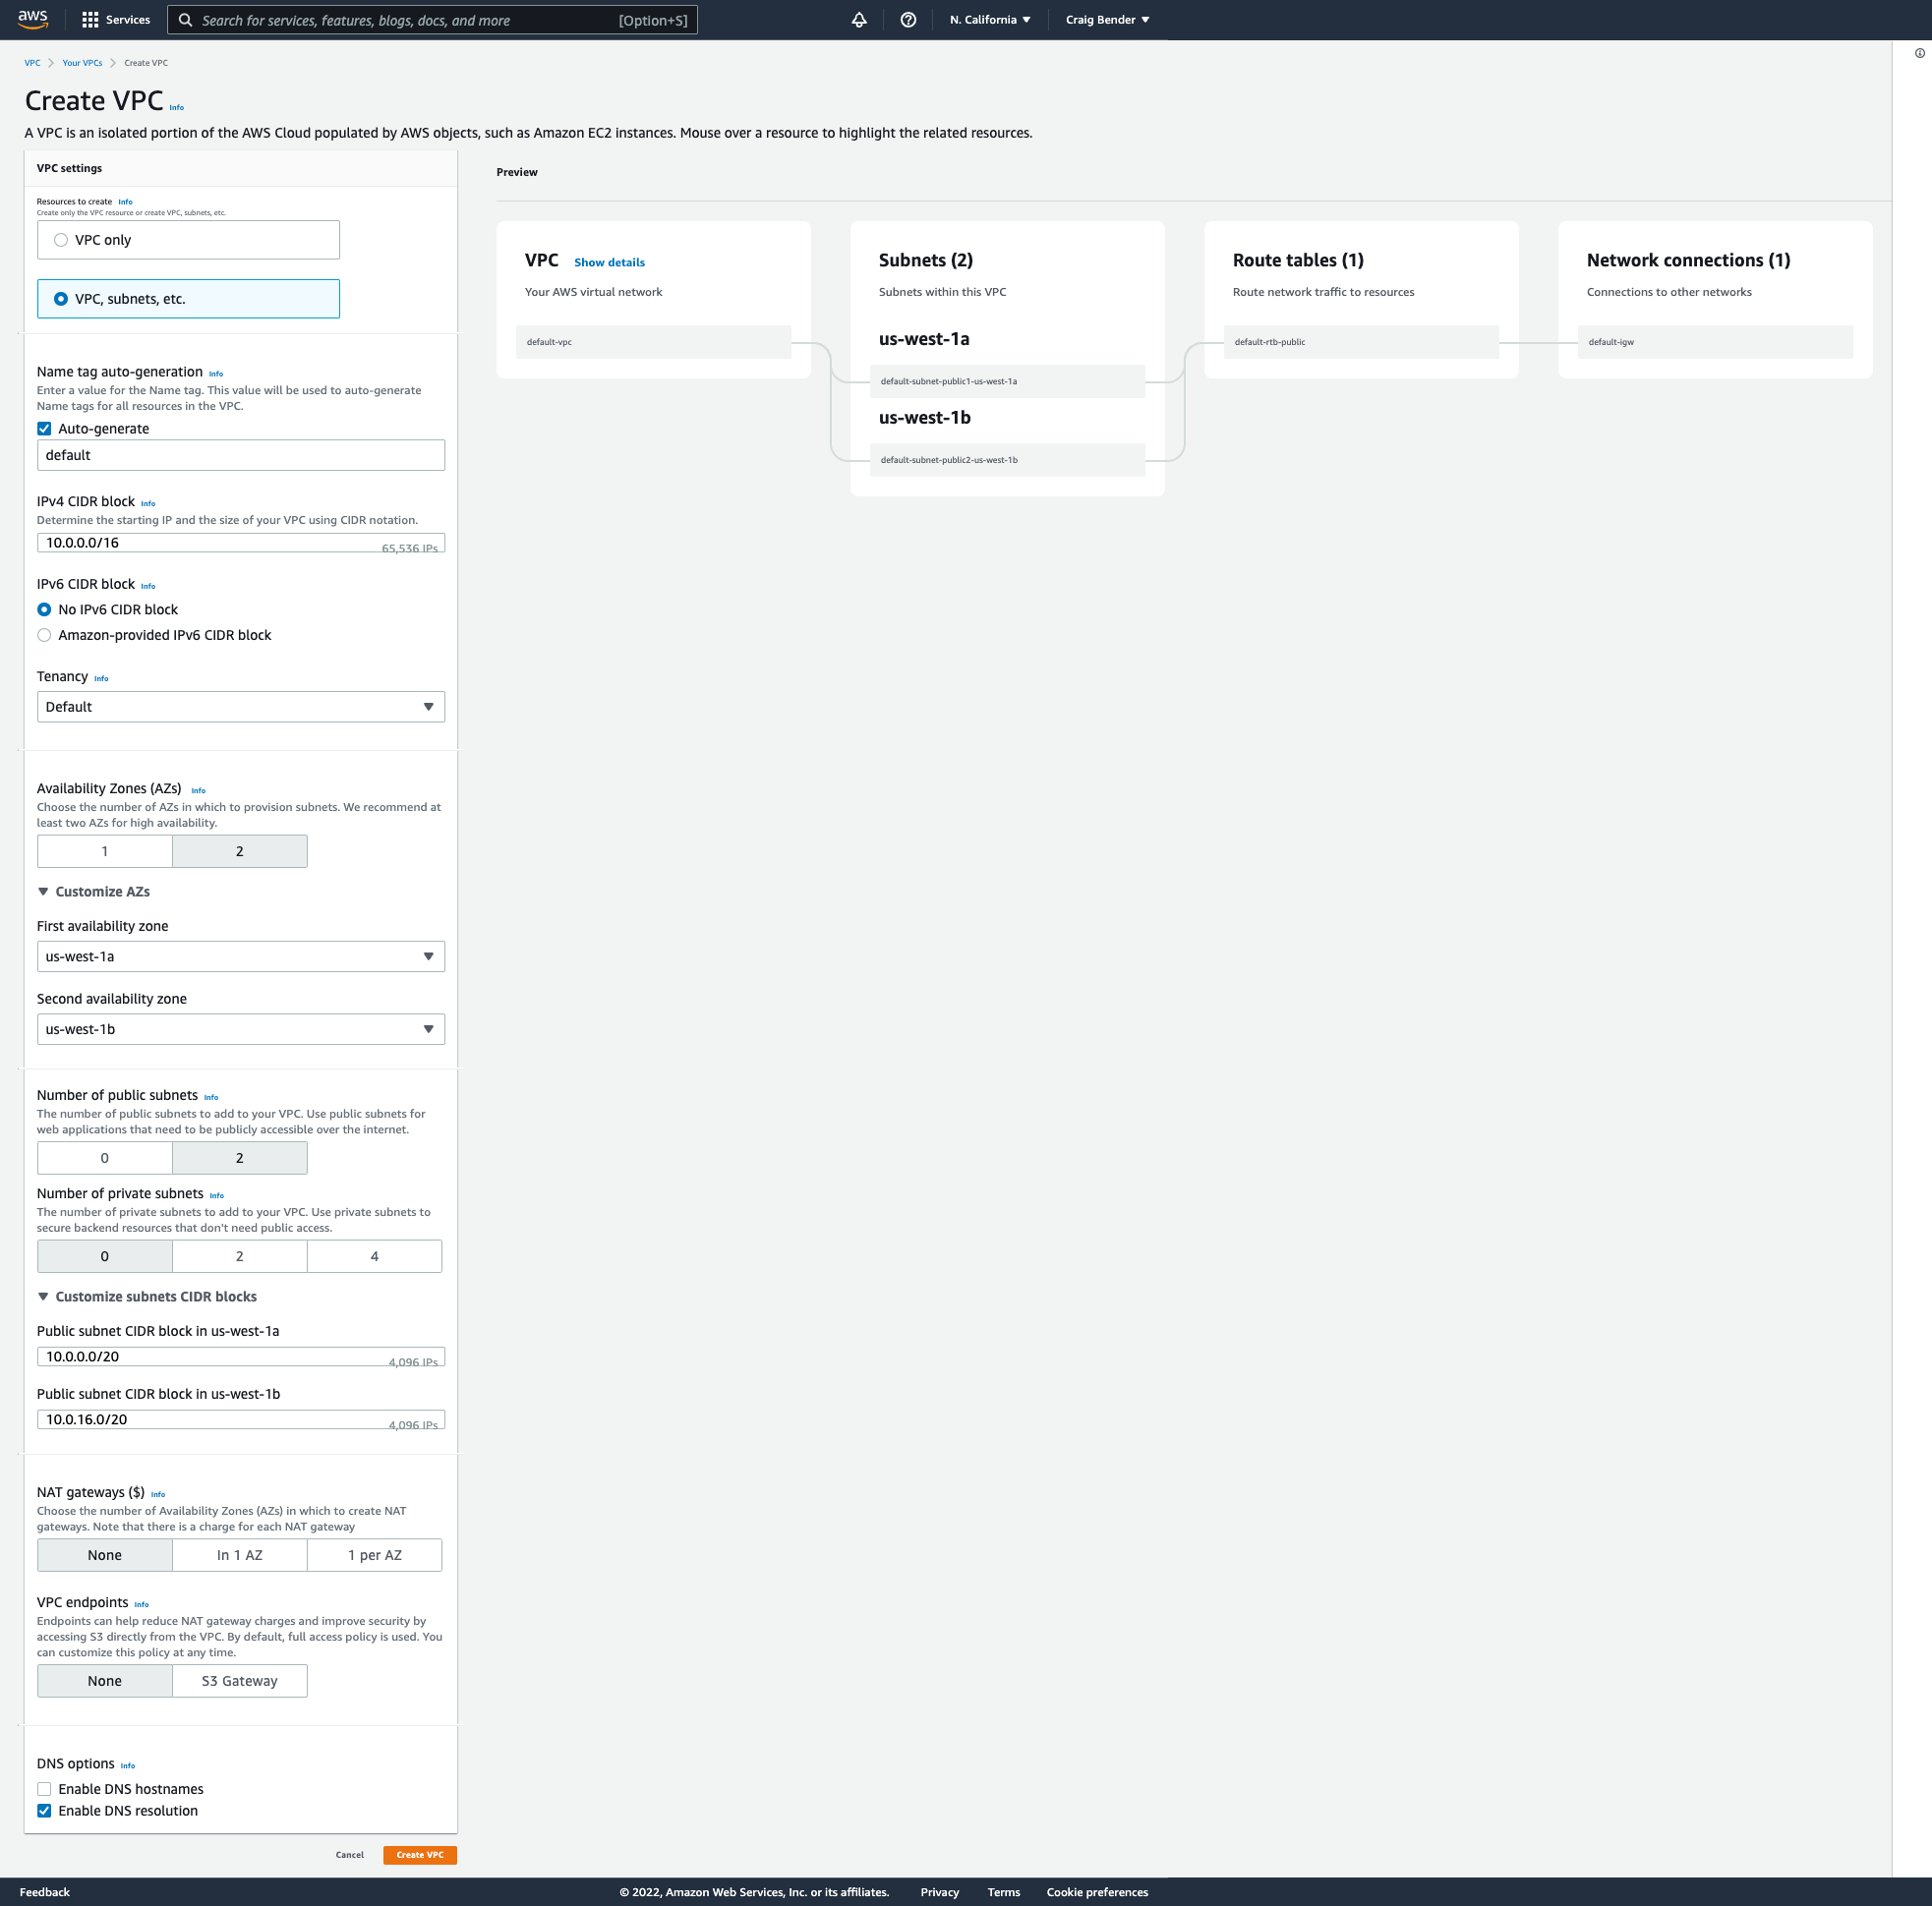 aws
Services
Search for services, features, blogs, docs, and more [Option+S]
N. California
Craig Bender
VPC
Your VPCs
Create VPC
Create VPC Info
A VPC is an isolated portion of the AWS Cloud populated by AWS objects, such as Amazon EC2 instances. Mouse over a resource to highlight the related resources.
VPC settings
Resources to create Info
Create only the VPC resource or create VPC, subnets, etc.
VPC only
VPC, subnets, etc.
Name tag auto-generation Info
Enter a value for the Name tag. This value will be used to auto-generate
Name tags for all resources in the VPC.
Auto-generate
default
IPv4 CIDR block Info
Determine the starting IP and the size of your VPC using CIDR notation.
10.0.0.0/16
65,536 IPs
IPv6 CIDR block Info
No IPv6 CIDR block
Amazon-provided IPv6 CIDR block
Tenancy Info
Default
Availability Zones (AZs) Info
Choose the number of AZs in which to provision subnets. We recommend at
least two AZs for high availability.
1
2
Customize AZs
First availability zone
us-west-1a
Second availability zone
us-west-1b
Number of public subnets Info
The number of public subnets to add to your VPC. Use public subnets for
web applications that need to be publicly accessible over the internet.
0
2
Number of private subnets Info
The number of private subnets to add to your VPC. Use private subnets to
secure backend resources that don't need public access.
0
2
4
Customize subnets CIDR blocks
Public subnet CIDR block in us-west-1a
10.0.0.0/20
4,096 IPs
Public subnet CIDR block in us-west-1b
10.0.16.0/20
4,096 IPs
NAT gateways ($) Info
Choose the number of Availability Zones (AZs) in which to create NAT
gateways. Note that there is a charge for each NAT gateway
None
In 1 AZ
1 per AZ
VPC endpoints Info
Endpoints can help reduce NAT gateway charges and improve security by
accessing S3 directly from the VPC. By default, full access policy is used. You
can customize this policy at any time.
None
S3 Gateway
DNS options Info
Enable DNS hostnames
Enable DNS resolution
Cancel
Create VPC
Preview
VPC Show details
Your AWS virtual network
default-vpc
Subnets (2)
Subnets within this VPC
us-west-1a
default-subnet-public1-us-west-1a
us-west-1b
default-subnet-public2-us-west-1b
Route tables (1)
Route network traffic to resources
default-rtb-public
Network connections (1)
Connections to other networks
default-igw
Feedback
© 2022, Amazon Web Services, Inc. or its affiliates.
Privacy
Terms
Cookie preferences